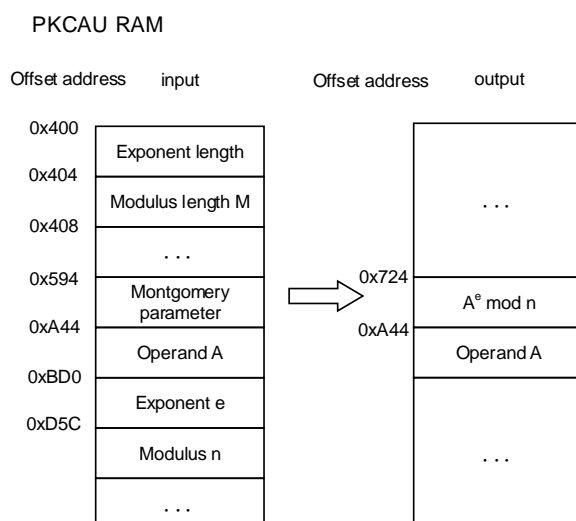 PKCAU RAM
Offset address input Offset address output
0x400
Exponent length
0x404
Modulus length M
0x408
...
0x594
Montgomery parameter
0xA44
Operand A
0xBD0
Exponent e
0xD5C
Modulus n
...
...
0x724
Aᵉ mod n
0xA44
Operand A
...